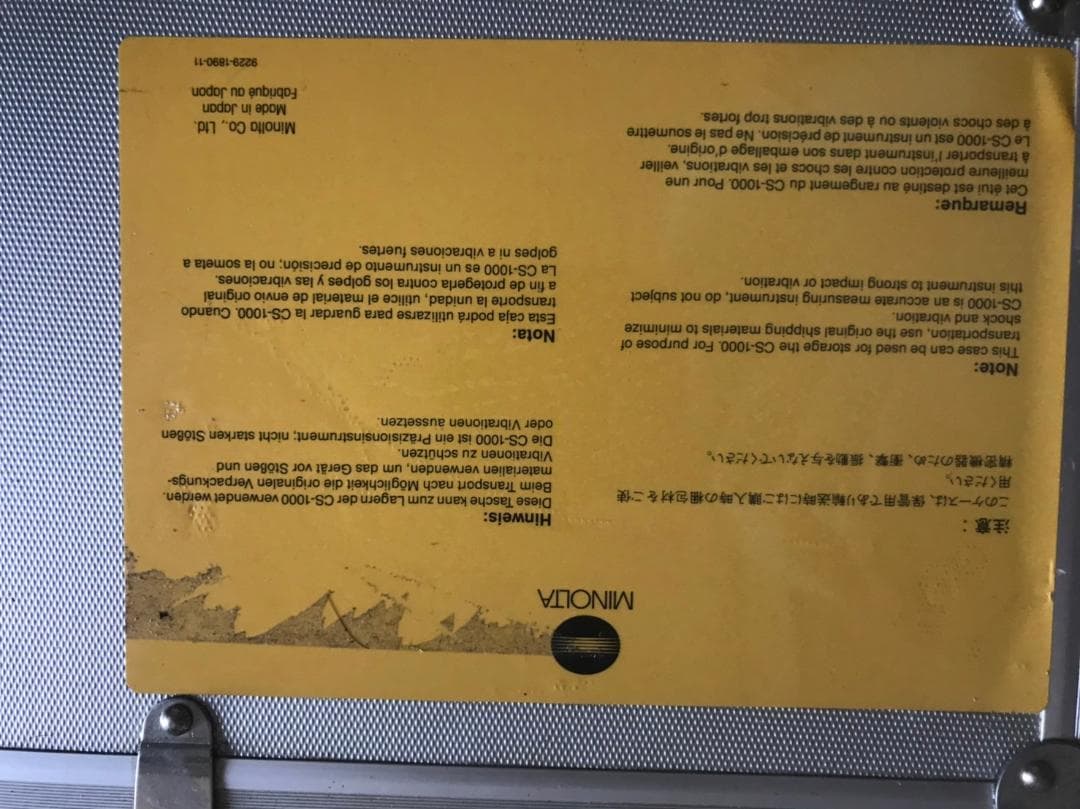 MINOLTA
注意：
このケースは、保管用であり輸送時にはご購入時の梱包材をご使
用ください。
精密機器のため、衝撃、振動を与えないでください。
Note:
This case can be used for storage the CS-1000. For purpose of
transportation, use the original shipping materials to minimize
shock and vibration.
CS-1000 is an accurate measuring instrument, do not subject
this instrument to strong impact or vibration.
Remarque:
Cet étui est destiné au rangement du CS-1000. Pour une
meilleure protection contre les chocs et les vibrations, veiller
à transporter l'instrument dans son emballage d'origine.
Le CS-1000 est un instrument de précision. Ne pas le soumettre
à des chocs violents ou à des vibrations trop fortes.
Hinweis:
Diese Tasche kann zum Lagern der CS-1000 verwendet werden.
Beim Transport nach Möglichkeit die originalen Verpackungs-
materialien verwenden, um das Gerät vor Stößen und
Vibrationen zu schützen.
Die CS-1000 ist ein Präzisionsinstrument; nicht starken Stößen
oder Vibrationen aussetzen.
Nota:
Esta caja podrá utilizarse para guardar la CS-1000. Cuando
transporte la unidad, utilice el material de envio original
a fin de protegerla contra los golpes y las vibraciones.
La CS-1000 es un instrumento de precisión; no la someta a
golpes ni a vibraciones fuertes.
Minolta Co., Ltd.
Made in Japan
Fabriqué au Japon
9229-1890-11